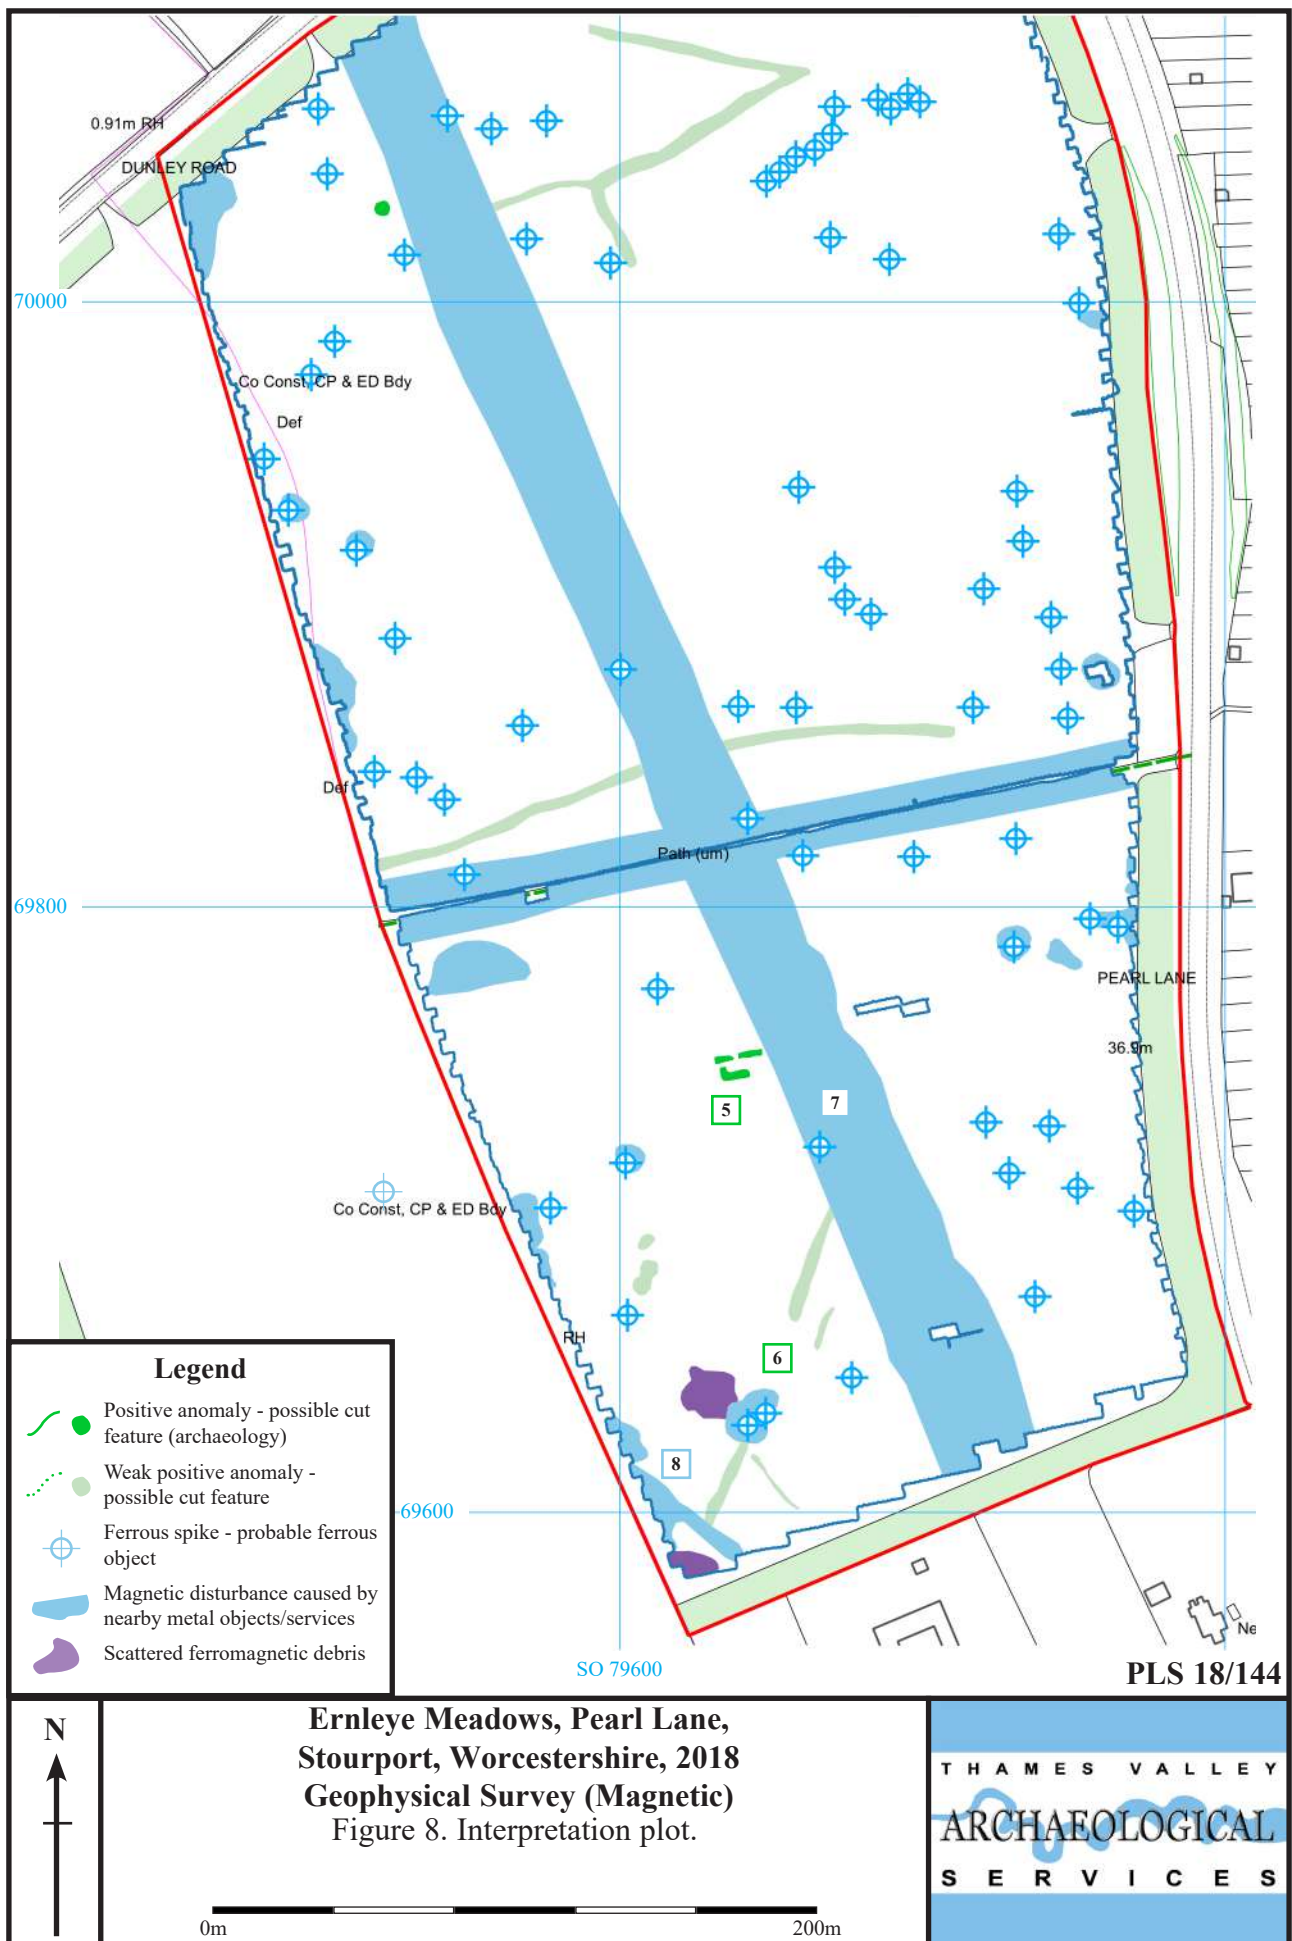 0.91m RH
DUNLEY ROAD
70000
Co Const, CP & ED Bdy
Def
Def
Path (um)
69800
PEARL LANE
36.9m
5
7
Co Const, CP & ED Bdy
RH
6
8
69600
Ne
SO 79600
PLS 18/144
Legend
Positive anomaly - possible cut
feature (archaeology)
Weak positive anomaly -
possible cut feature
Ferrous spike - probable ferrous
object
Magnetic disturbance caused by
nearby metal objects/services
Scattered ferromagnetic debris
N
Ernleye Meadows, Pearl Lane,
Stourport, Worcestershire, 2018
Geophysical Survey (Magnetic)
Figure 8. Interpretation plot.
0m
200m
THAMES VALLEY
ARCHAEOLOGICAL
SERVICES